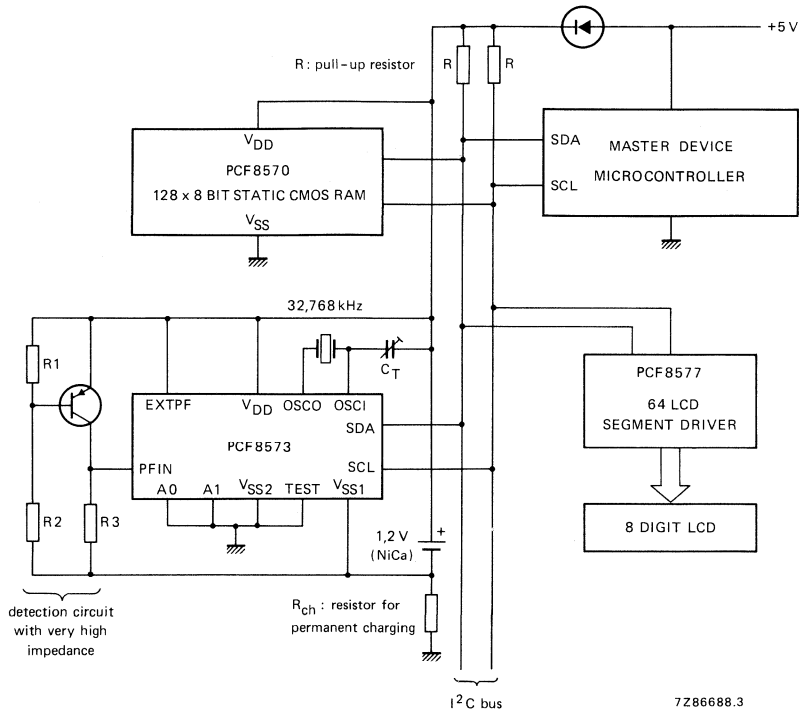 +5 V
R : pull-up resistor
R
R
VDD
PCF8570
128 x 8 BIT STATIC CMOS RAM
VSS
SDA
MASTER DEVICE
MICROCONTROLLER
SCL
32,768 kHz
R1
CT
EXTPF
VDD
OSCO
OSCI
SDA
PCF8573
PFIN
SCL
A0
A1
VSS2
TEST
VSS1
PCF8577
64 LCD
SEGMENT DRIVER
R2
R3
1,2 V
(NiCa)
+
8 DIGIT LCD
detection circuit
with very high
impedance
Rch : resistor for
permanent charging
I²C bus
7Z86688.3